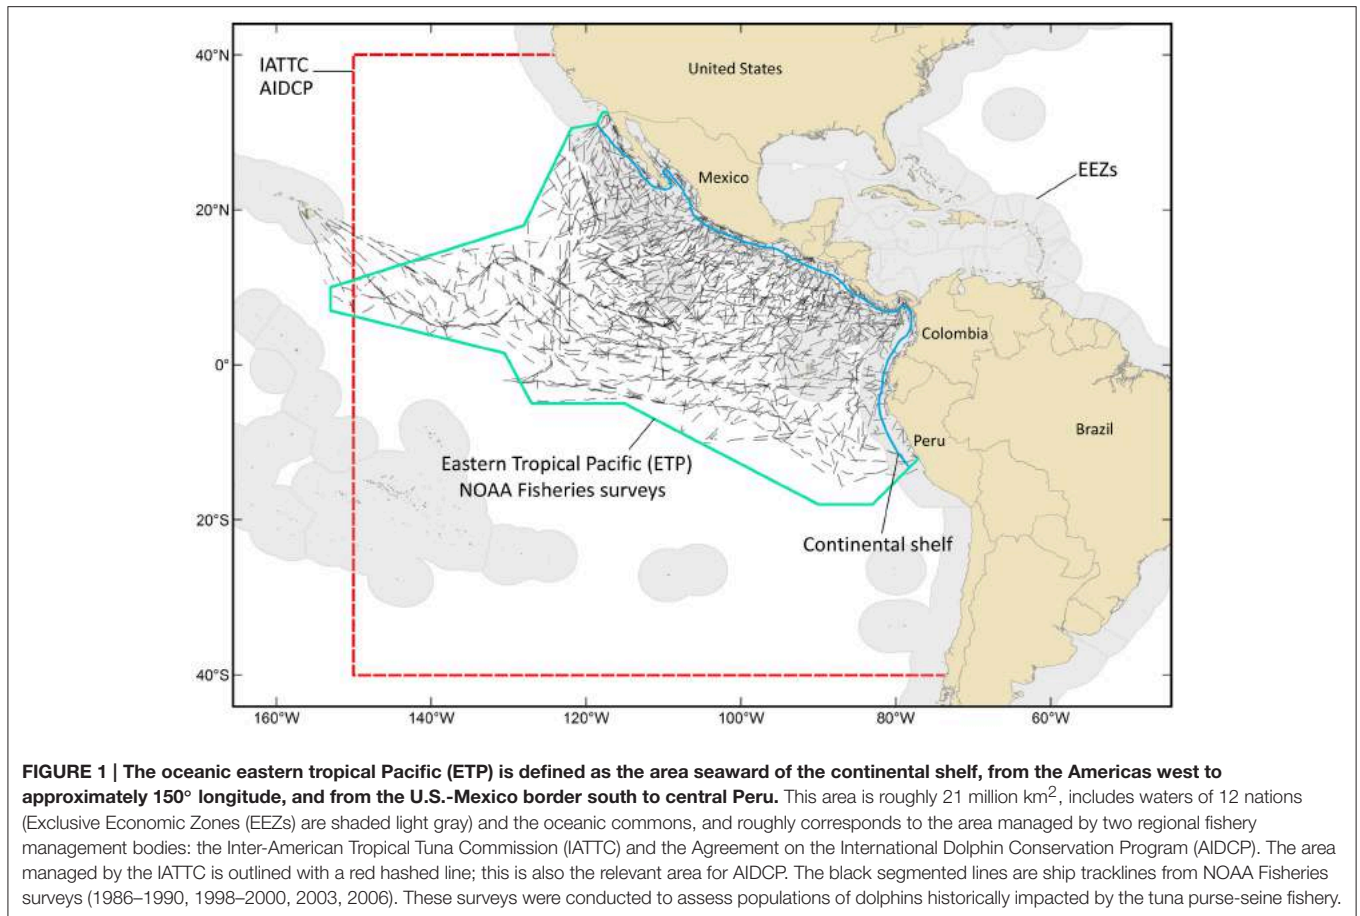 40°N
IATTC
AIDCP
United States
EEZs
Mexico
20°N
Colombia
0°
Brazil
Peru
Eastern Tropical Pacific (ETP)
NOAA Fisheries surveys
20°S
Continental shelf
40°S
160°W 140°W 120°W 100°W 80°W 60°W
FIGURE 1 | The oceanic eastern tropical Pacific (ETP) is defined as the area seaward of the continental shelf, from the Americas west to
approximately 150° longitude, and from the U.S.-Mexico border south to central Peru. This area is roughly 21 million km², includes waters of 12 nations
(Exclusive Economic Zones (EEZs) are shaded light gray) and the oceanic commons, and roughly corresponds to the area managed by two regional fishery
management bodies: the Inter-American Tropical Tuna Commission (IATTC) and the Agreement on the International Dolphin Conservation Program (AIDCP). The area
managed by the IATTC is outlined with a red hashed line; this is also the relevant area for AIDCP. The black segmented lines are ship tracklines from NOAA Fisheries
surveys (1986–1990, 1998–2000, 2003, 2006). These surveys were conducted to assess populations of dolphins historically impacted by the tuna purse-seine fishery.